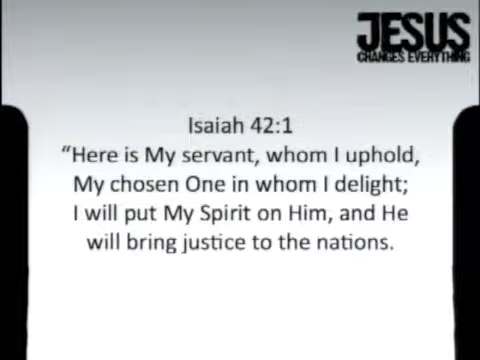 JESUS
CHANGES EVERYTHING
Isaiah 42:1
“Here is My servant, whom I uphold,
My chosen One in whom I delight;
I will put My Spirit on Him, and He
will bring justice to the nations.